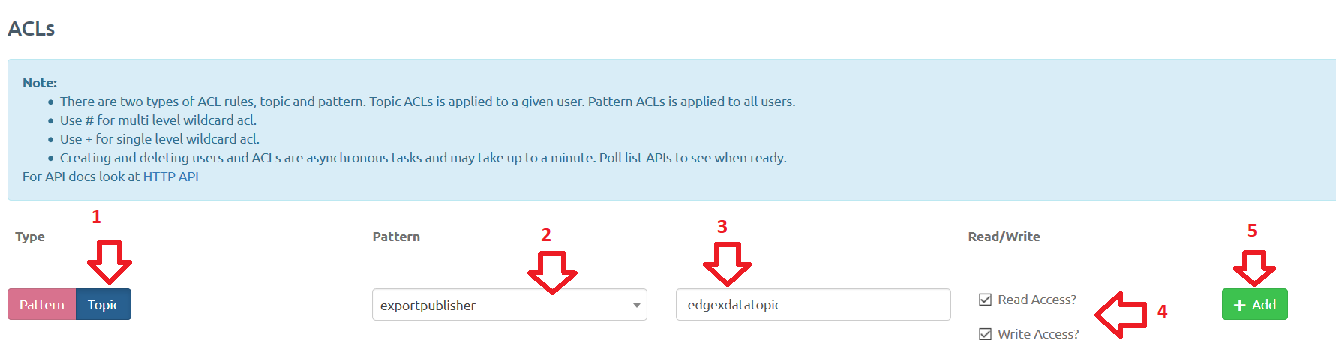 ACLs
Note:
• There are two types of ACL rules, topic and pattern. Topic ACLs is applied to a given user. Pattern ACLs is applied to all users.
• Use # for multi level wildcard acl.
• Use + for single level wildcard acl.
• Creating and deleting users and ACLs are asynchronous tasks and may take up to a minute. Poll list APIs to see when ready.
For API docs look at HTTP API
1
2
3
5
Type
Pattern
Read/Write
Pattern
Topic
exportpublisher
edgexdatatopic
Read Access?
+ Add
4
Write Access?